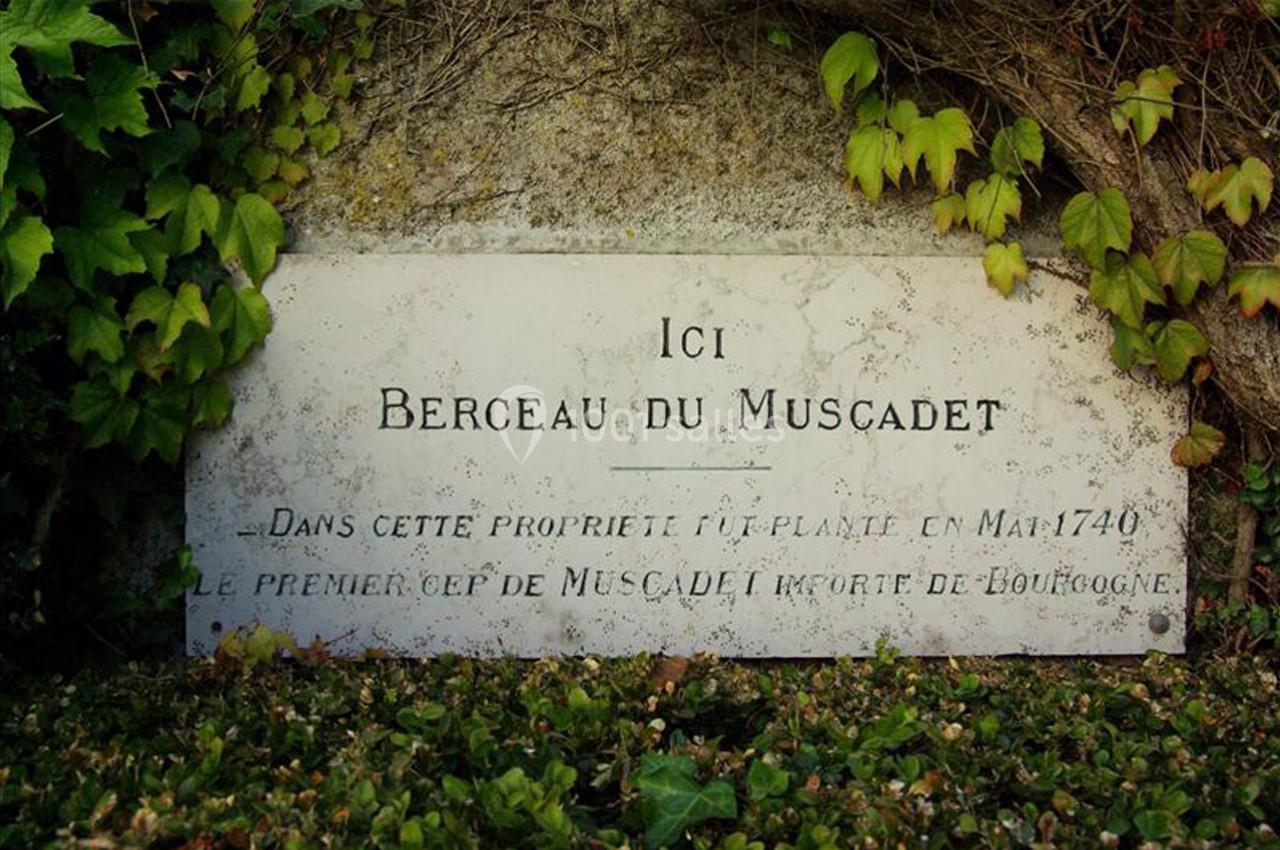 ICI
BERCEAU DU MUSCADET
1001salles
– DANS CETTE PROPRIETE FUT PLANTE EN MAI 1740
LE PREMIER CEP DE MUSCADET IMPORTE DE BOURGOGNE.